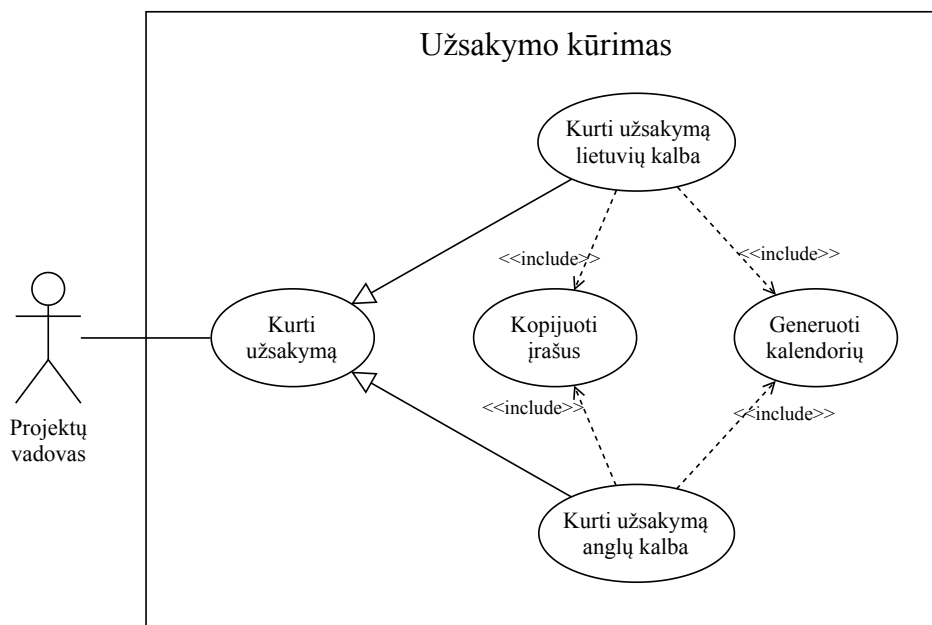 Užsakymo kūrimas
Kurti užsakymą
lietuvių kalba
<<include>>
<<include>>
Kurti
užsakymą
Kopijuoti
įrašus
Generuoti
kalendorių
Projektų
vadovas
<<include>>
<<include>>
Kurti užsakymą
anglų kalba